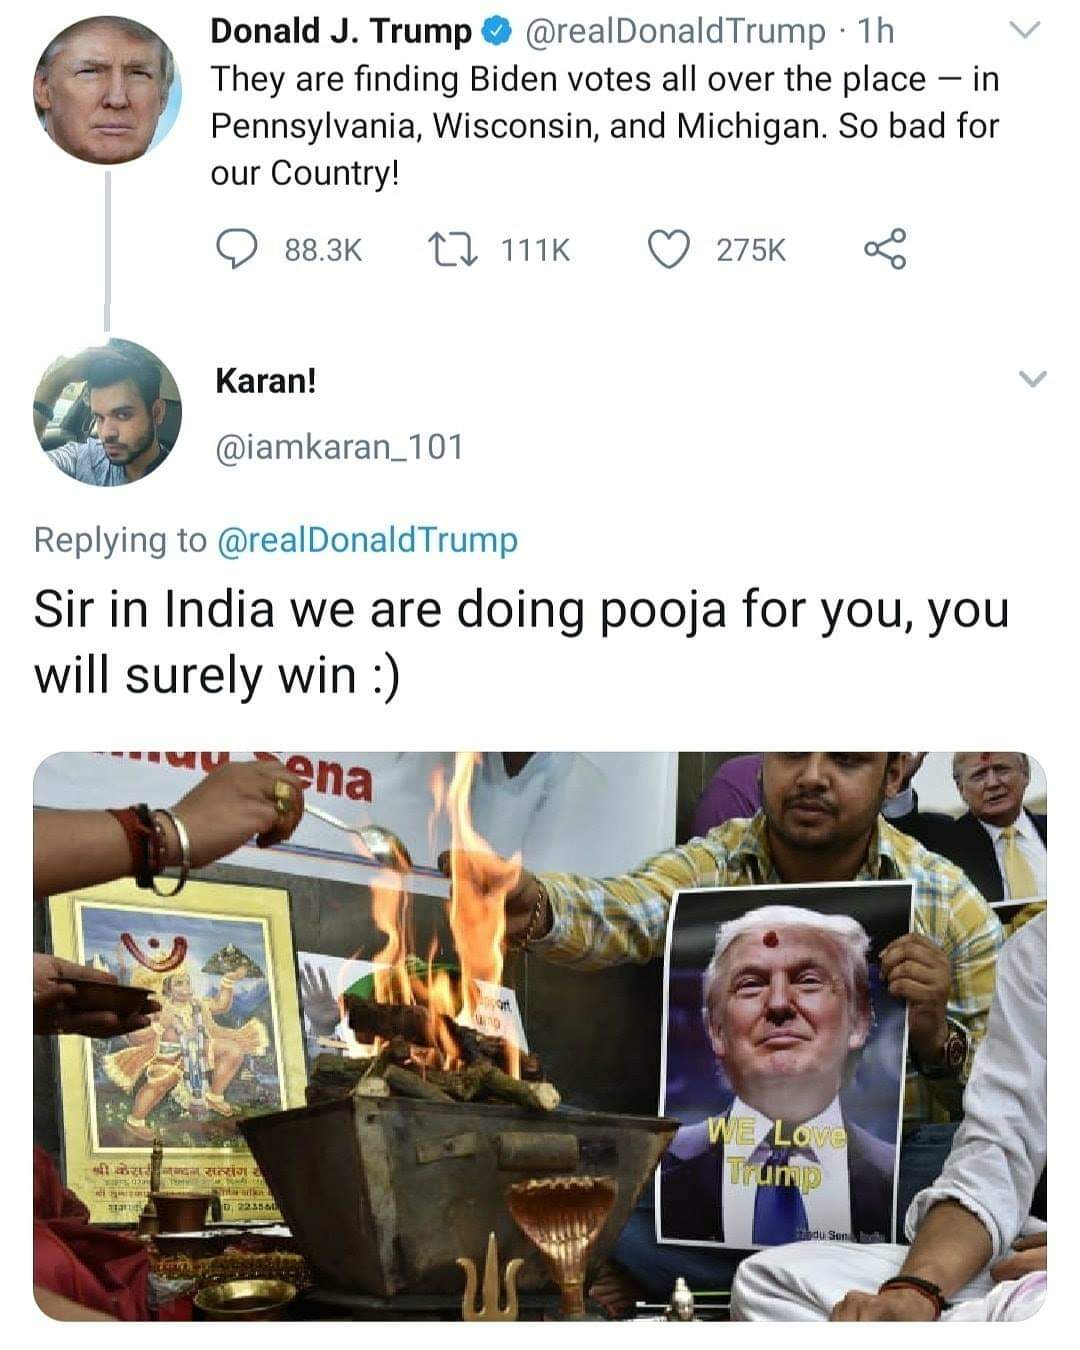 Donald J. Trump @realDonaldTrump · 1h
They are finding Biden votes all over the place — in
Pennsylvania, Wisconsin, and Michigan. So bad for
our Country!
88.3K 111K 275K
Karan!
@iamkaran_101
Replying to @realDonaldTrump
Sir in India we are doing pooja for you, you
will surely win :)
ena
WE Love
Trump
श्री
सत्संग